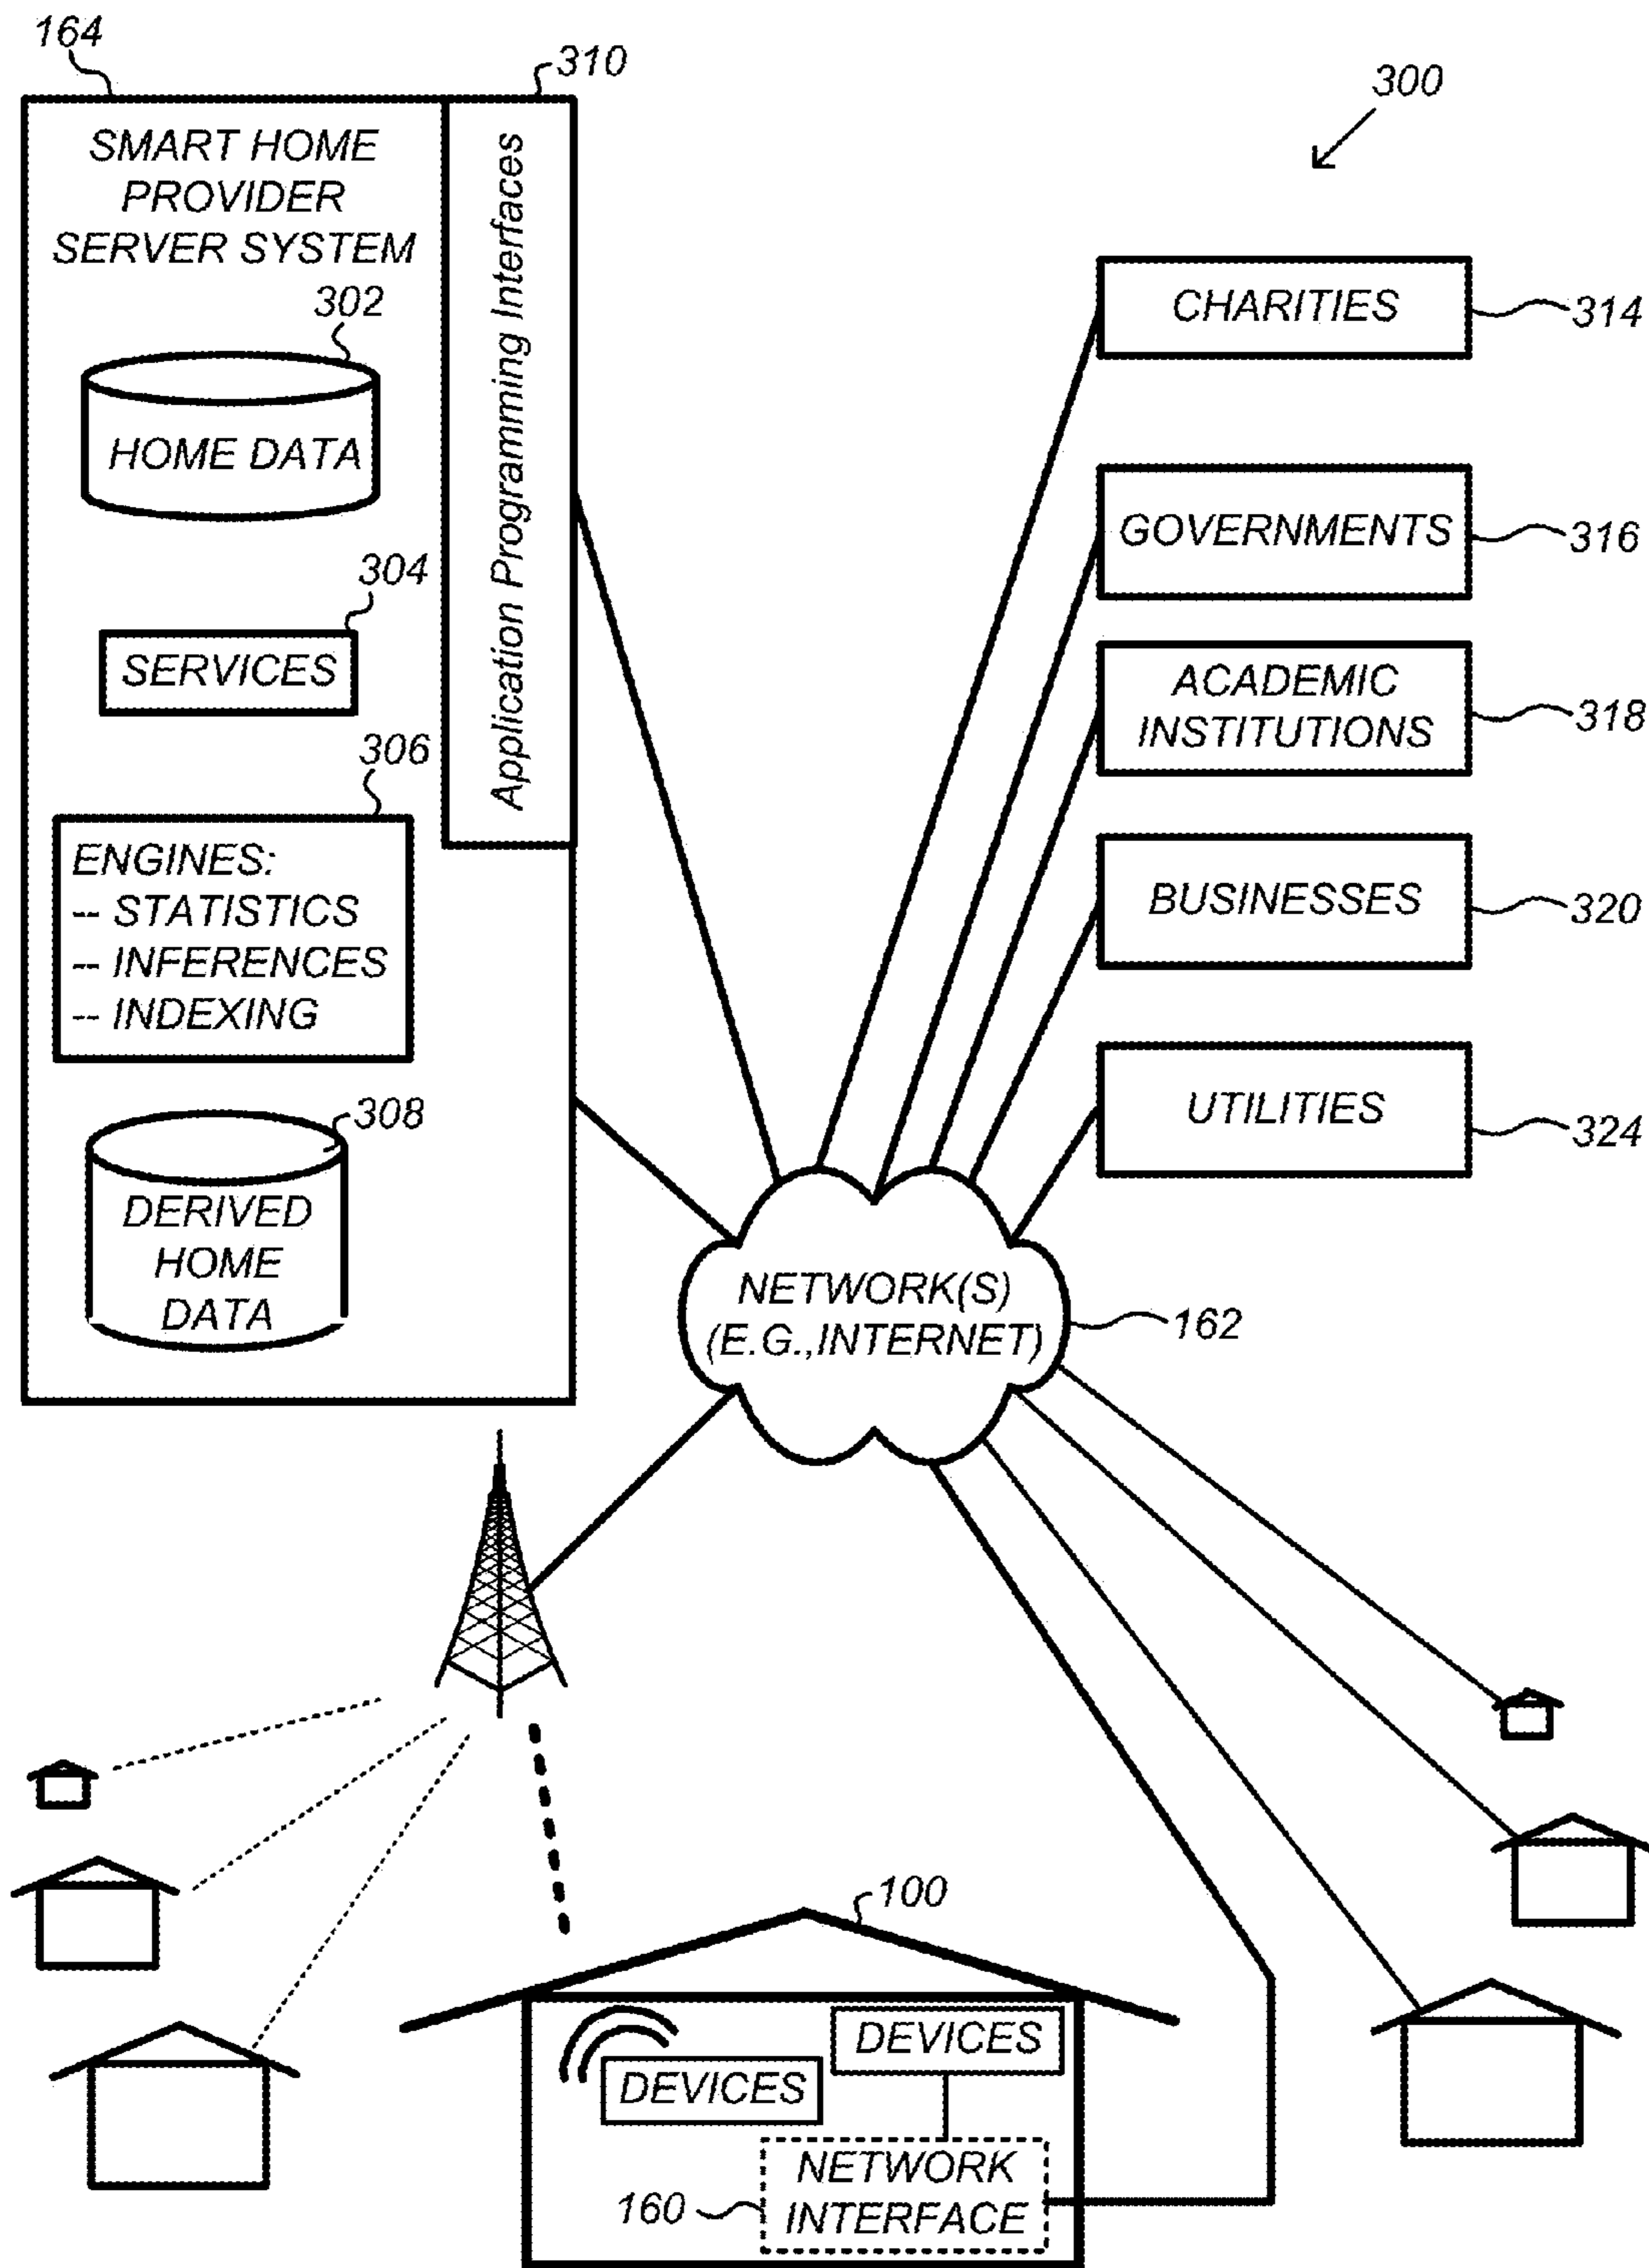 164
310
300
SMART HOME
PROVIDER
SERVER SYSTEM
Application Programming Interfaces
302
HOME DATA
304
SERVICES
306
ENGINES:
-- STATISTICS
-- INFERENCES
-- INDEXING
308
DERIVED
HOME
DATA
CHARITIES
314
GOVERNMENTS
316
ACADEMIC
INSTITUTIONS
318
BUSINESSES
320
UTILITIES
324
NETWORK(S)
(E.G.,INTERNET)
162
100
DEVICES
DEVICES
NETWORK
INTERFACE
160